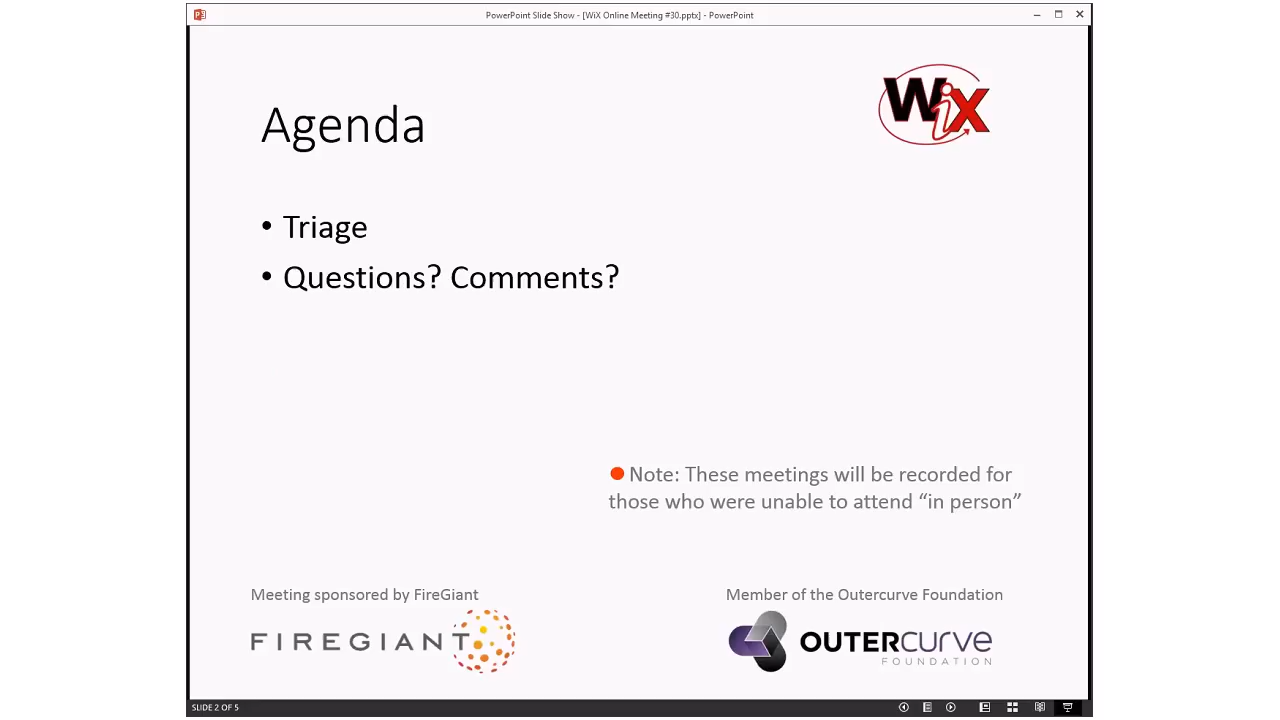 PowerPoint Slide Show - [WiX Online Meeting #30.pptx] - PowerPoint
WiX
Agenda
• Triage
• Questions? Comments?
Note: These meetings will be recorded for
those who were unable to attend “in person”
Meeting sponsored by FireGiant
FIREGIANT
Member of the Outercurve Foundation
OUTERCURVE
FOUNDATION
SLIDE 2 OF 5